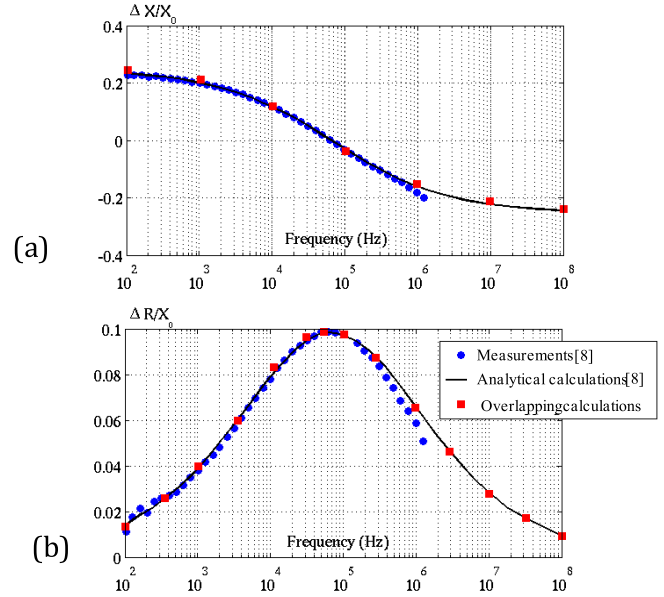 Δ X/X0
0.4
0.2
0
-0.2
-0.4
(a)
Frequency (Hz)
10^2 10^3 10^4 10^5 10^6 10^7 10^8
Δ R/X0
0.1
0.08
0.06
0.04
0.02
0
(b)
Measurements[8]
Analytical calculations[8]
Overlappingcalculations
Frequency (Hz)
10^2 10^3 10^4 10^5 10^6 10^7 10^8